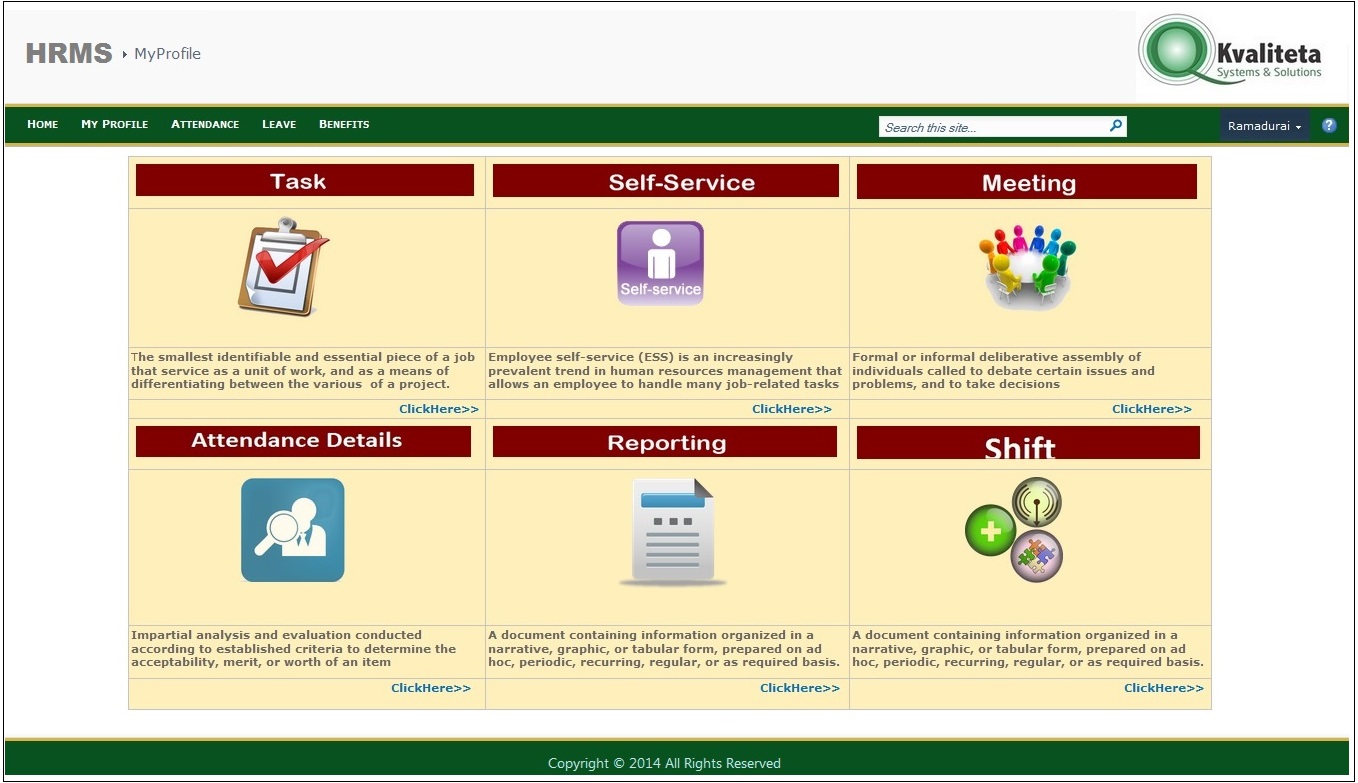 HRMS MyProfile
Kvaliteta
Systems & Solutions
HOME MY PROFILE ATTENDANCE LEAVE BENEFITS Search this site... Ramadurai ?
Task Self-Service Meeting
Self-service
The smallest identifiable and essential piece of a job
that service as a unit of work, and as a means of
differentiating between the various of a project.
Employee self-service (ESS) is an increasingly
prevalent trend in human resources management that
allows an employee to handle many job-related tasks
Formal or informal deliberative assembly of
individuals called to debate certain issues and
problems, and to take decisions
ClickHere>> ClickHere>> ClickHere>>
Attendance Details Reporting Shift
Impartial analysis and evaluation conducted
according to established criteria to determine the
acceptability, merit, or worth of an item
A document containing information organized in a
narrative, graphic, or tabular form, prepared on ad
hoc, periodic, recurring, regular, or as required basis.
A document containing information organized in a
narrative, graphic, or tabular form, prepared on ad
hoc, periodic, recurring, regular, or as required basis.
ClickHere>> ClickHere>> ClickHere>>
Copyright © 2014 All Rights Reserved